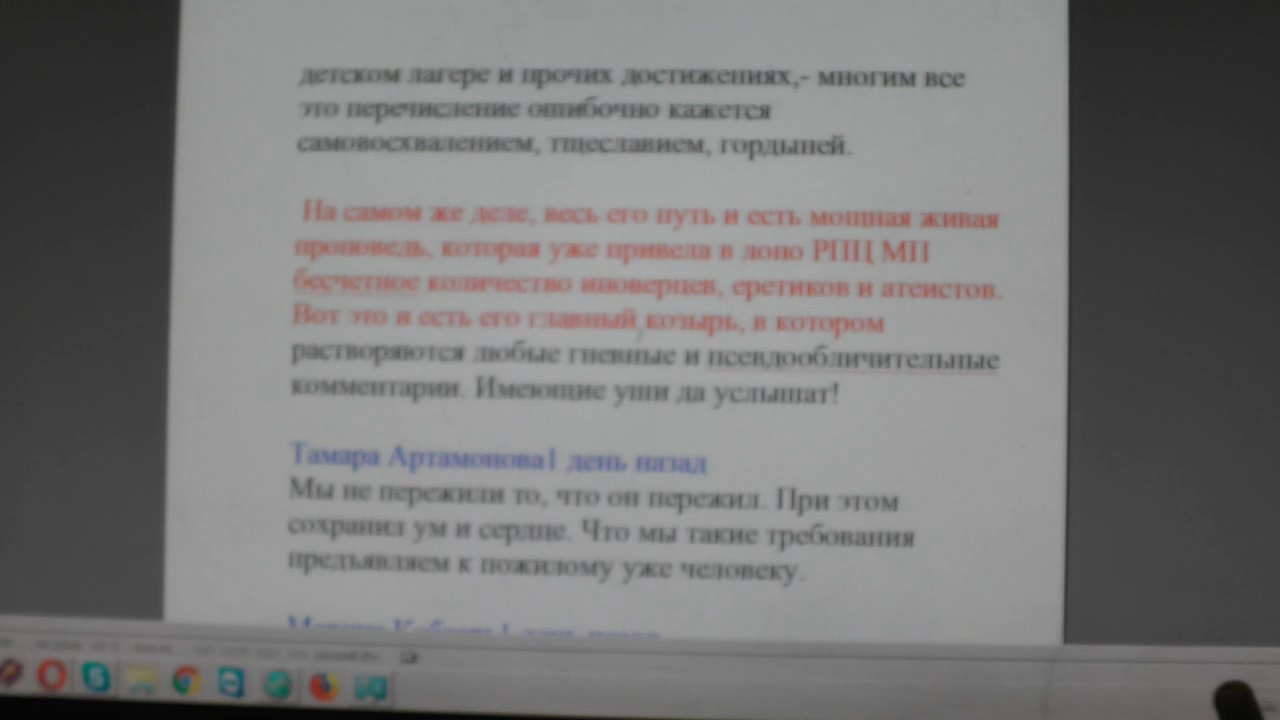 детском лагере и прочих достижениях,- многим все
это перечисление ошибочно кажется
самовосхвалением, тщеславием, гордыней.
На самом же деле, весь его путь и есть мощная живая
проповедь, которая уже привела в лоно РПЦ МП
бесчетное количество иноверцев, еретиков и атеистов.
Вот это и есть его главный козырь, в котором
растворяются любые гневные и псевдообличительные
комментарии. Имеющие уши да услышат!
Тамара Артамонова1 день назад
Мы не пережили то, что он пережил. При этом
сохранил ум и сердце. Что мы такие требования
предъявляем к пожилому уже человеку.